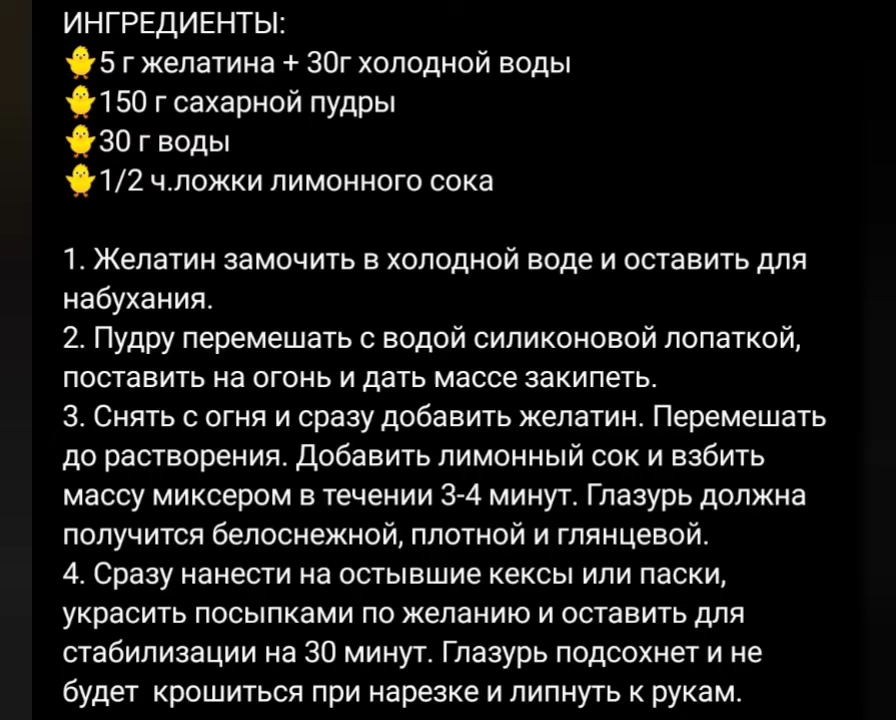 ИНГРЕДИЕНТЫ:
🐥5 г желатина + 30г холодной воды
🐥150 г сахарной пудры
🐥30 г воды
🐥1/2 ч.ложки лимонного сока
1. Желатин замочить в холодной воде и оставить для
набухания.
2. Пудру перемешать с водой силиконовой лопаткой,
поставить на огонь и дать массе закипеть.
3. Снять с огня и сразу добавить желатин. Перемешать
до растворения. Добавить лимонный сок и взбить
массу миксером в течении 3-4 минут. Глазурь должна
получится белоснежной, плотной и глянцевой.
4. Сразу нанести на остывшие кексы или паски,
украсить посыпками по желанию и оставить для
стабилизации на 30 минут. Глазурь подсохнет и не
будет  крошиться при нарезке и липнуть к рукам.